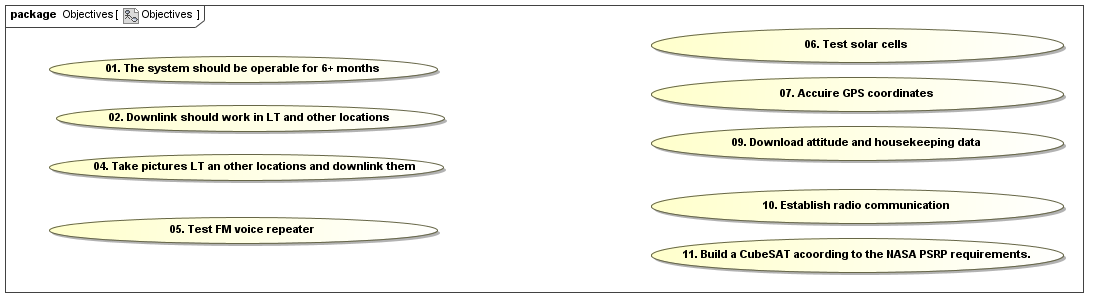 package Objectives [ Objectives ]
01. The system should be operable for 6+ months
02. Downlink should work in LT and other locations
04. Take pictures LT an other locations and downlink them
05. Test FM voice repeater
06. Test solar cells
07. Accuire GPS coordinates
09. Download attitude and housekeeping data
10. Establish radio communication
11. Build a CubeSAT acoording to the NASA PSRP requirements.